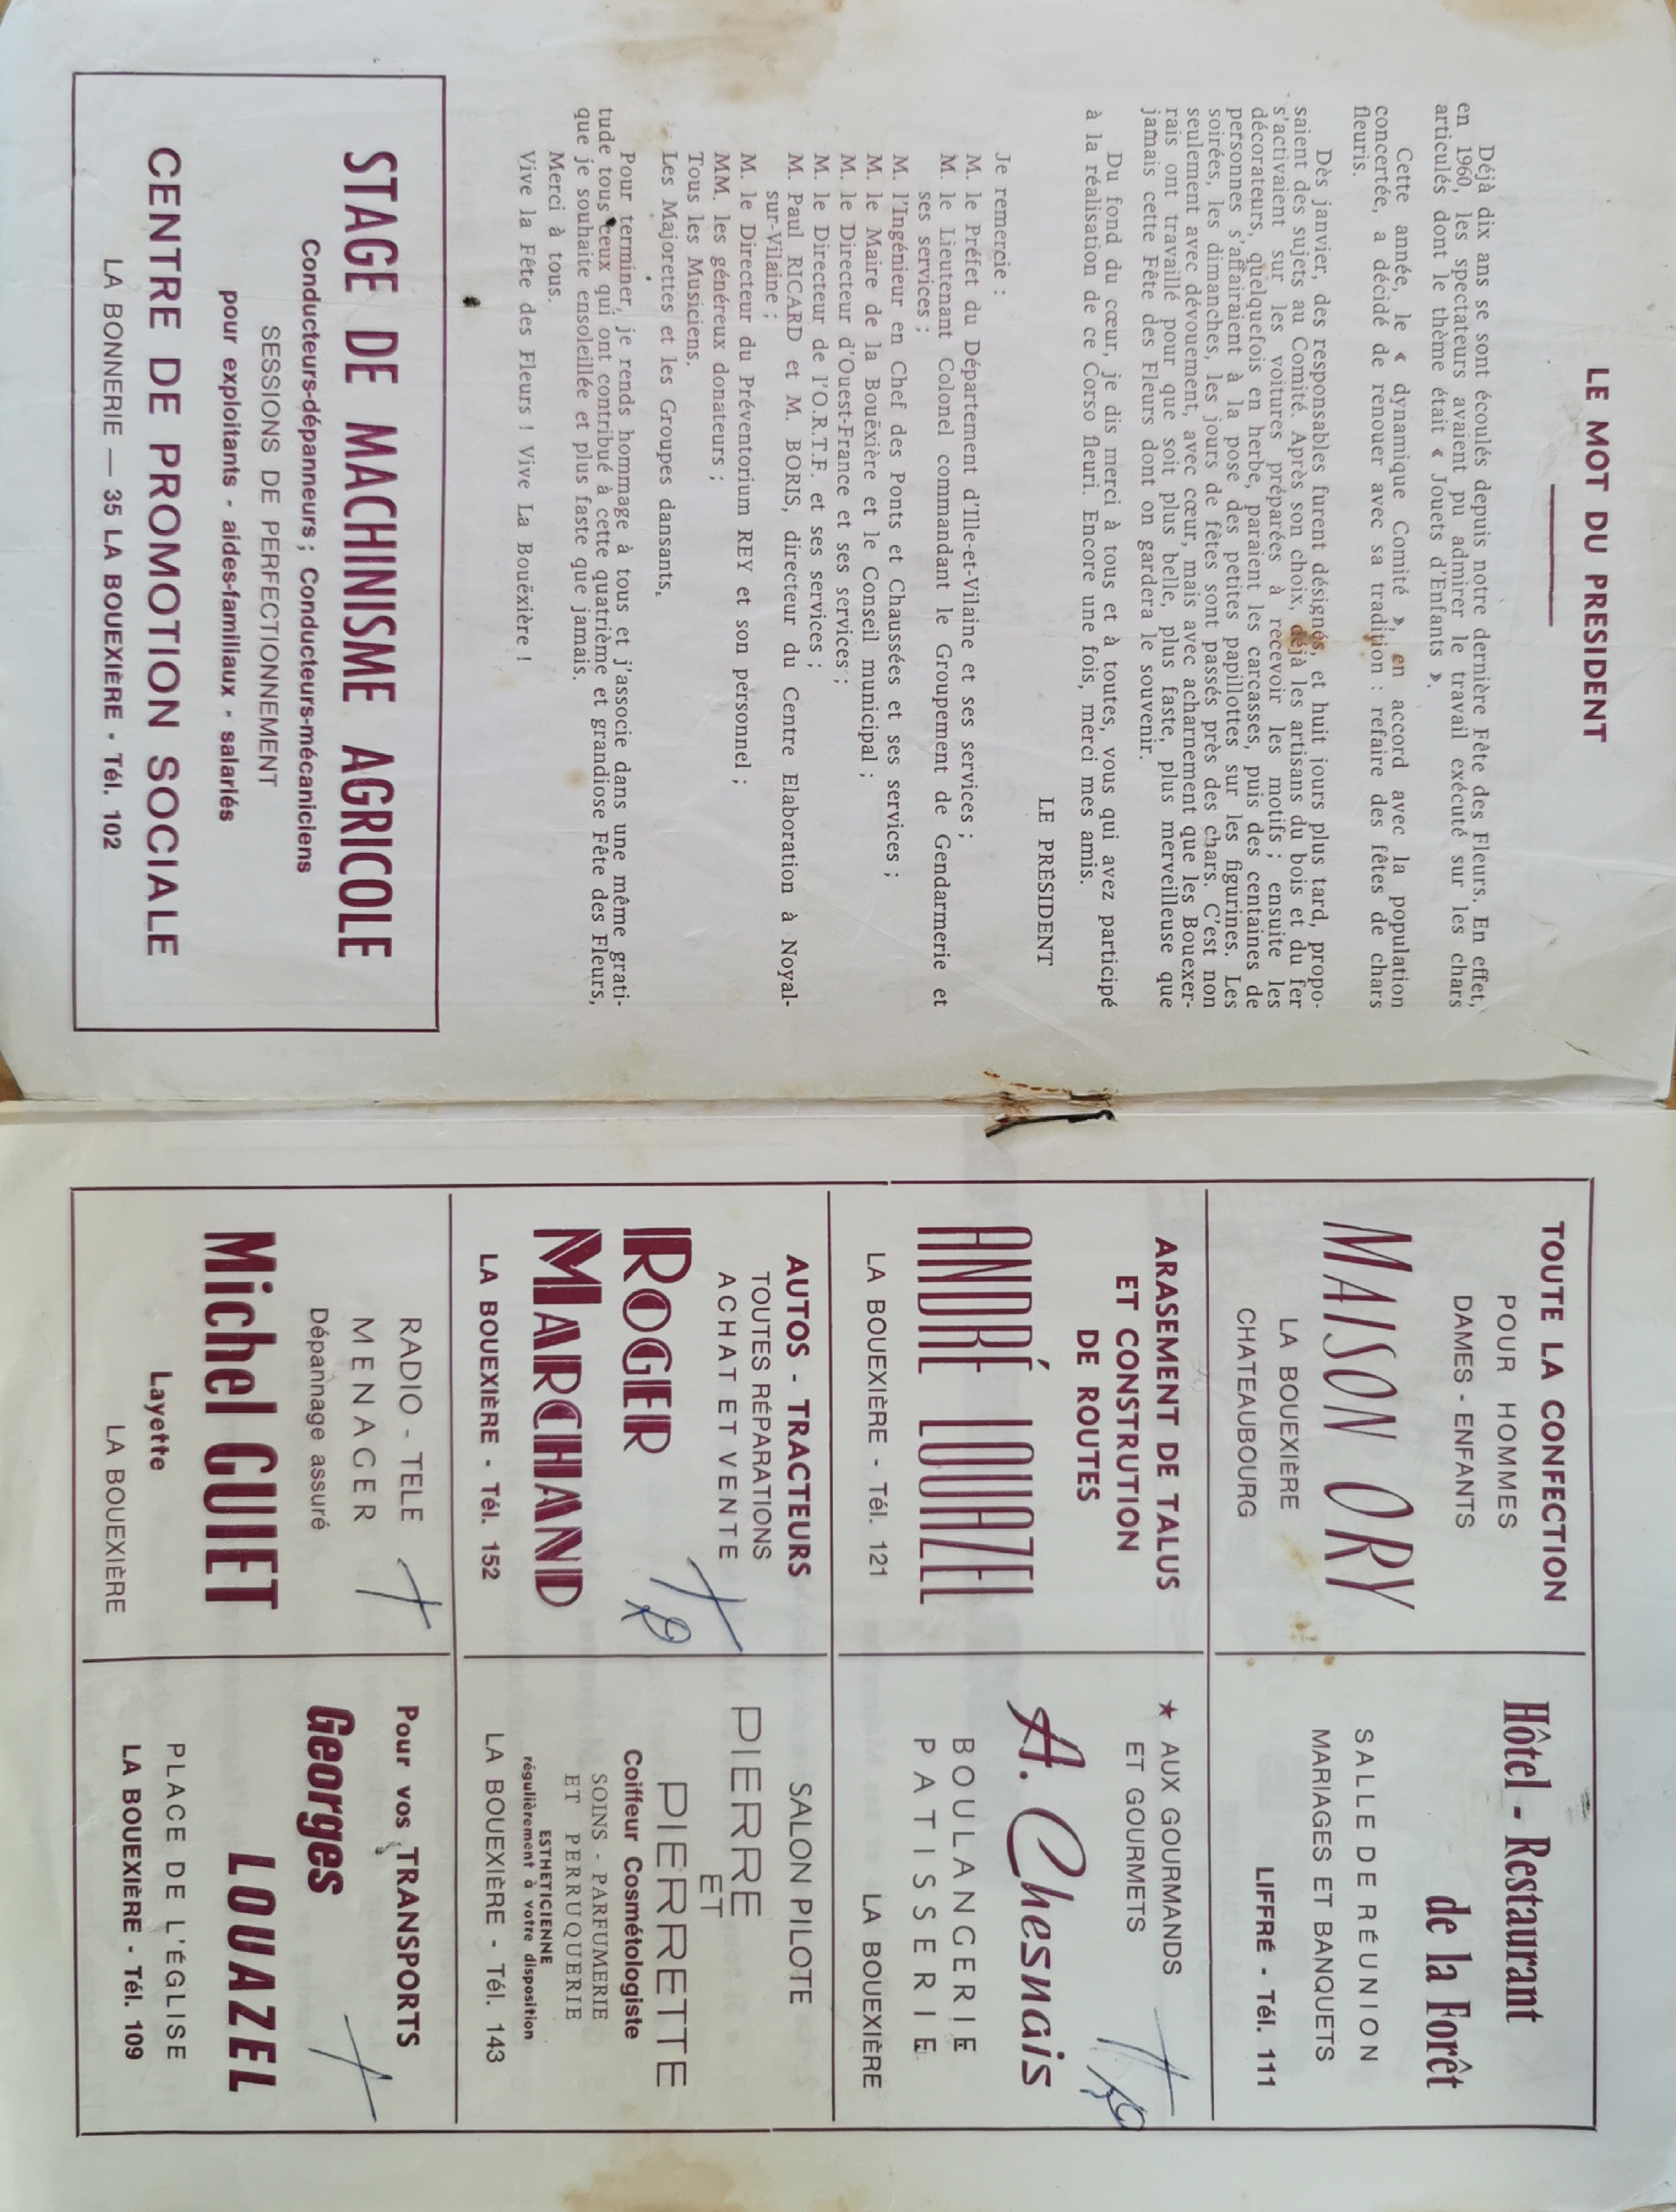 LE MOT DU PRESIDENT
Déjà dix ans se sont écoulés depuis notre dernière Fête des Fleurs. En effet,
en 1960, les spectateurs avaient pu admirer le travail exécuté sur les chars
articulés dont le thème était « Jouets d'Enfants ».
Cette année, le « dynamique Comité », en accord avec la population
concertée, a décidé de renouer avec sa tradition : refaire des fêtes de chars
fleuris.
Dès janvier, des responsables furent désignés, et huit jours plus tard, propo-
saient des sujets au Comité. Après son choix, déjà les artisans du bois et du fer
s'activaient sur les voitures préparées à recevoir les motifs ; ensuite les
décorateurs, quelquefois en herbe, paraient les carcasses, puis des centaines de
personnes s'affairaient à la pose des petites papillottes sur les figurines. Les
soirées, les dimanches, les jours de fêtes sont passés près des chars. C'est non
seulement avec dévouement, avec cœur, mais avec acharnement que les Bouexer-
rais ont travaillé pour que soit plus belle, plus faste, plus merveilleuse que
jamais cette Fête des Fleurs dont on gardera le souvenir.
Du fond du cœur, je dis merci à tous et à toutes, vous qui avez participé
à la réalisation de ce Corso fleuri. Encore une fois, merci mes amis.
LE PRÉSIDENT
Je remercie :
M. le Préfet du Département d'Ille-et-Vilaine et ses services ;
M. le Lieutenant Colonel commandant le Groupement de Gendarmerie et
ses services ;
M. l'Ingénieur en Chef des Ponts et Chaussées et ses services ;
M. le Maire de la Bouëxière et le Conseil municipal ;
M. le Directeur d'Ouest-France et ses services ;
M. le Directeur de l'O.R.T.F. et ses services ;
M. Paul RICARD et M. BORIS, directeur du Centre Elaboration à Noyal-
sur-Vilaine ;
M. le Directeur du Préventorium REY et son personnel ;
MM. les généreux donateurs ;
Tous les Musiciens.
Les Majorettes et les Groupes dansants.
Pour terminer, je rends hommage à tous et j'associe dans une même grati-
tude tous ceux qui ont contribué à cette quatrième et grandiose Fête des Fleurs,
que je souhaite ensoleillée et plus faste que jamais.
Merci à tous.
Vive la Fête des Fleurs ! Vive La Bouëxière !
STAGE DE MACHINISME AGRICOLE
Conducteurs-dépanneurs ; Conducteurs-mécaniciens
SESSIONS DE PERFECTIONNEMENT
pour exploitants - aides-familiaux - salariés
CENTRE DE PROMOTION SOCIALE
LA BONNERIE — 35 LA BOUEXIÈRE - Tél. 102
TOUTE LA CONFECTION
POUR HOMMES
DAMES - ENFANTS
MAISON ORY
LA BOUEXIÈRE
CHATEAUBOURG
Hôtel - Restaurant
de la Forêt
SALLE DE RÉUNION
MARIAGES ET BANQUETS
LIFFRÉ - Tél. 111
ARASEMENT DE TALUS
ET CONSTRUTION
DE ROUTES
ANDRÉ LOUAZEL
LA BOUEXIÈRE - Tél. 121
★ AUX GOURMANDS
ET GOURMETS
A. Chesnais
BOULANGERIE
PATISSERIE
LA BOUEXIÈRE
AUTOS - TRACTEURS
TOUTES RÉPARATIONS
ACHAT ET VENTE
ROGER
MARCHAND
LA BOUEXIÈRE - Tél. 152
SALON PILOTE
PIERRE
ET
PIERRETTE
Coiffeur Cosmétologiste
SOINS - PARFUMERIE
ET PERRUQUERIE
ESTHETICIENNE
régulièrement à votre disposition
LA BOUEXIÈRE - Tél. 143
RADIO - TELE
MENAGER
Dépannage assuré
Michel GUIET
Layette
LA BOUEXIÈRE
Pour vos TRANSPORTS
Georges
LOUAZEL
PLACE DE L'ÉGLISE
LA BOUEXIÈRE - Tél. 109